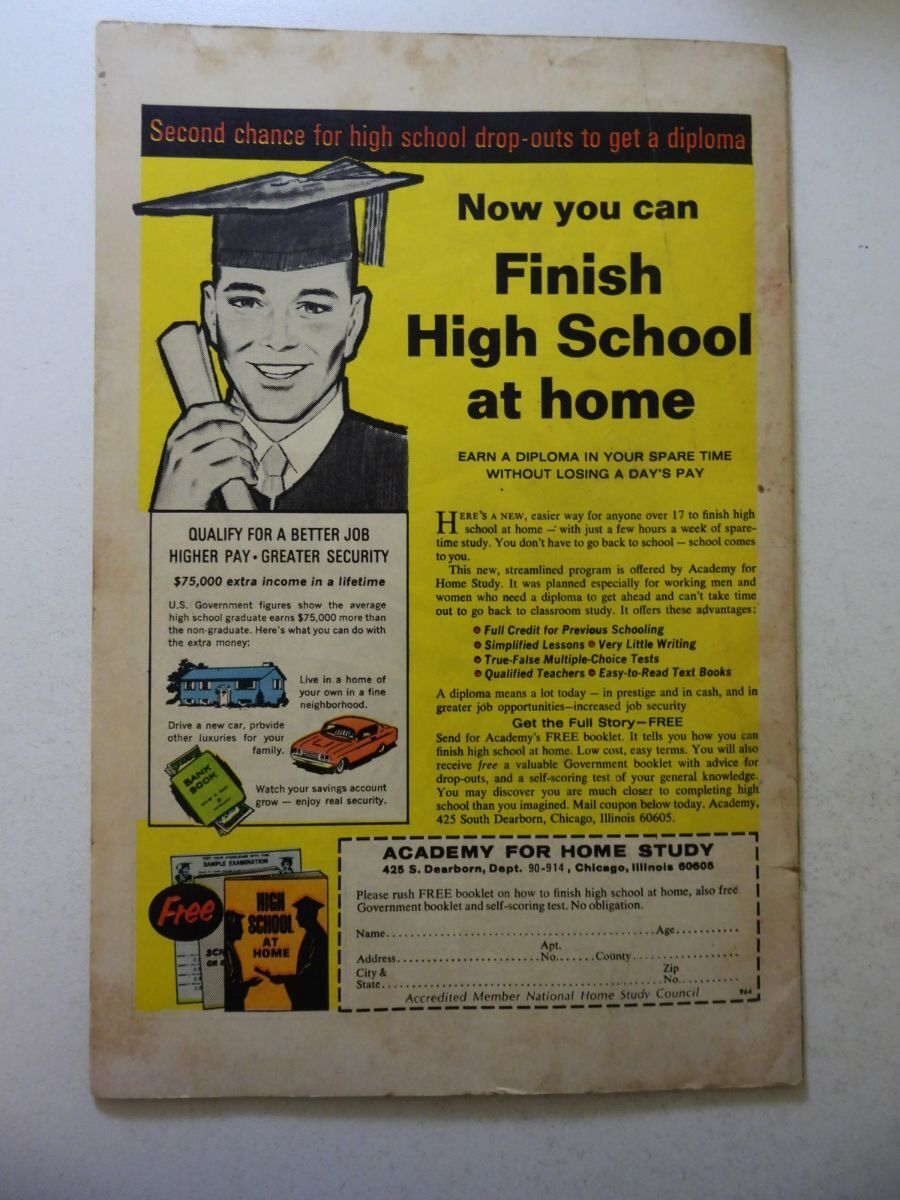 Second chance for high school drop-outs to get a diploma
Now you can
Finish
High School
at home
EARN A DIPLOMA IN YOUR SPARE TIME
WITHOUT LOSING A DAY'S PAY
HERE'S A NEW, easier way for anyone over 17 to finish high
school at home — with just a few hours a week of spare-
time study. You don't have to go back to school — school comes
to you.
This new, streamlined program is offered by Academy for
Home Study. It was planned especially for working men and
women who need a diploma to get ahead and can't take time
out to go back to classroom study. It offers these advantages:
• Full Credit for Previous Schooling
• Simplified Lessons • Very Little Writing
• True-False Multiple-Choice Tests
• Qualified Teachers • Easy-to-Read Text Books
A diploma means a lot today — in prestige and in cash, and in
greater job opportunities—increased job security
Get the Full Story—FREE
Send for Academy's FREE booklet. It tells you how you can
finish high school at home. Low cost, easy terms. You will also
receive free a valuable Government booklet with advice for
drop-outs, and a self-scoring test of your general knowledge.
You may discover you are much closer to completing high
school than you imagined. Mail coupon below today. Academy,
425 South Dearborn, Chicago, Illinois 60605.
QUALIFY FOR A BETTER JOB
HIGHER PAY • GREATER SECURITY
$75,000 extra income in a lifetime
U.S. Government figures show the average
high school graduate earns $75,000 more than
the non-graduate. Here's what you can do with
the extra money:
Live in a home of
your own in a fine
neighborhood.
Drive a new car, provide
other luxuries for your
family.
BANK
BOOK
Watch your savings account
grow — enjoy real security.
TEST YOUR KNOWLEDGE WITH THIS
SAMPLE EXAMINATION
Free
HIGH
SCHOOL
AT
HOME
ACADEMY FOR HOME STUDY
425 S. Dearborn, Dept. 90-914, Chicago, Illinois 60605
Please rush FREE booklet on how to finish high school at home, also free
Government booklet and self-scoring test. No obligation.
Name.......................................................Age...........
Apt.
Address.............................No.......County....................
City & Zip
State.......................................................No...........
Accredited Member National Home Study Council 964